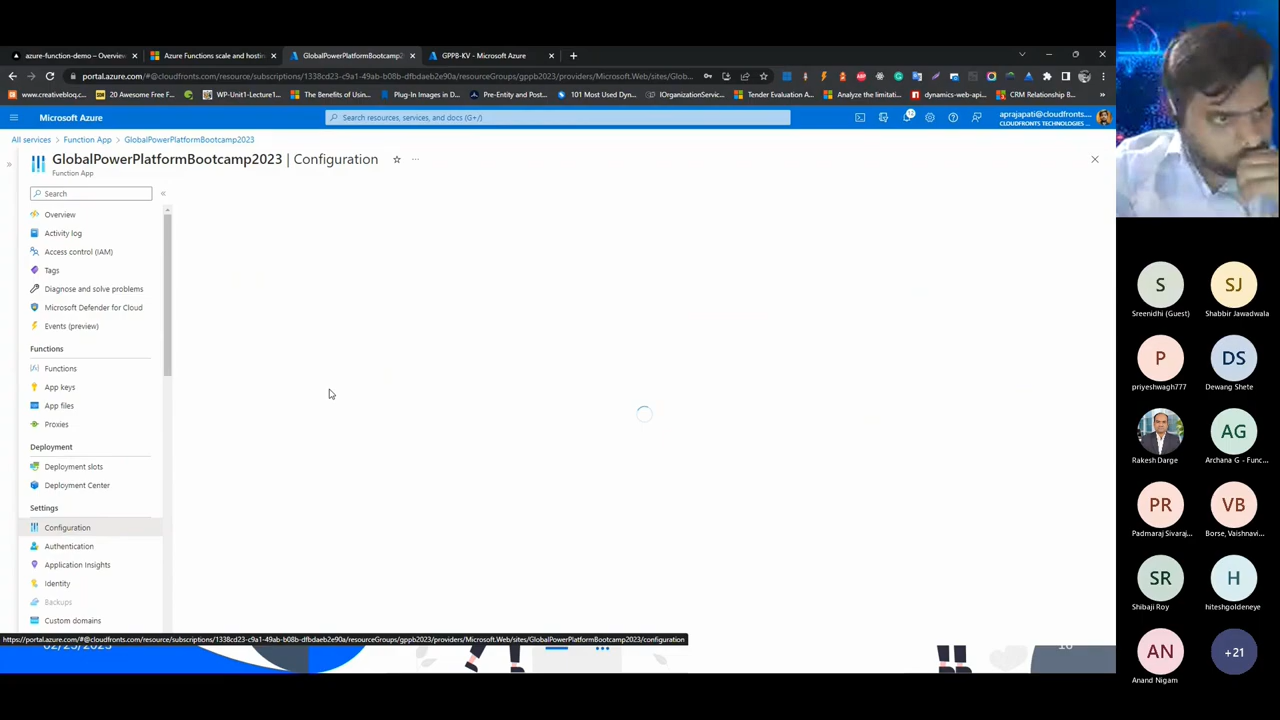 azure-function-demo – Overview
Azure Functions scale and hostin
GlobalPowerPlatformBootcamp2
GPPB-KV - Microsoft Azure
portal.azure.com/#@cloudfronts.com/resource/subscriptions/1338cd23-c9a1-49ab-b08b-dfbdaeb2e90a/resourceGroups/gppb2023/providers/Microsoft.Web/sites/Glob...
www.creativebloq.c...
20 Awesome Free F...
WP-Unit1-Lecture1...
The Benefits of Usin...
Plug-In Images in D...
Pre-Entity and Post...
101 Most Used Dyn...
IOrganizationServic...
Tender Evaluation A...
Analyze the limitati...
dynamics-web-api...
CRM Relationship B...
Microsoft Azure
Search resources, services, and docs (G+/)
aprajapati@cloudfronts....
CLOUDFRONTS TECHNOLOGIES ...
All services > Function App > GlobalPowerPlatformBootcamp2023
GlobalPowerPlatformBootcamp2023 | Configuration
Function App
Search
Overview
Activity log
Access control (IAM)
Tags
Diagnose and solve problems
Microsoft Defender for Cloud
Events (preview)
Functions
Functions
App keys
App files
Proxies
Deployment
Deployment slots
Deployment Center
Settings
Configuration
Authentication
Application Insights
Identity
Backups
Custom domains
https://portal.azure.com/#@cloudfronts.com/resource/subscriptions/1338cd23-c9a1-49ab-b08b-dfbdaeb2e90a/resourceGroups/gppb2023/providers/Microsoft.Web/sites/GlobalPowerPlatformBootcamp2023/configuration
02/25/2023
16
S
Sreenidhi (Guest)
SJ
Shabbir Jawadwala
P
priyeshwagh777
DS
Dewang Shete
Rakesh Darge
AG
Archana G - Func...
PR
Padmaraj Sivaraj...
VB
Borse, Vaishnavi...
SR
Shibaji Roy
H
hiteshgoldeneye
AN
Anand Nigam
+21